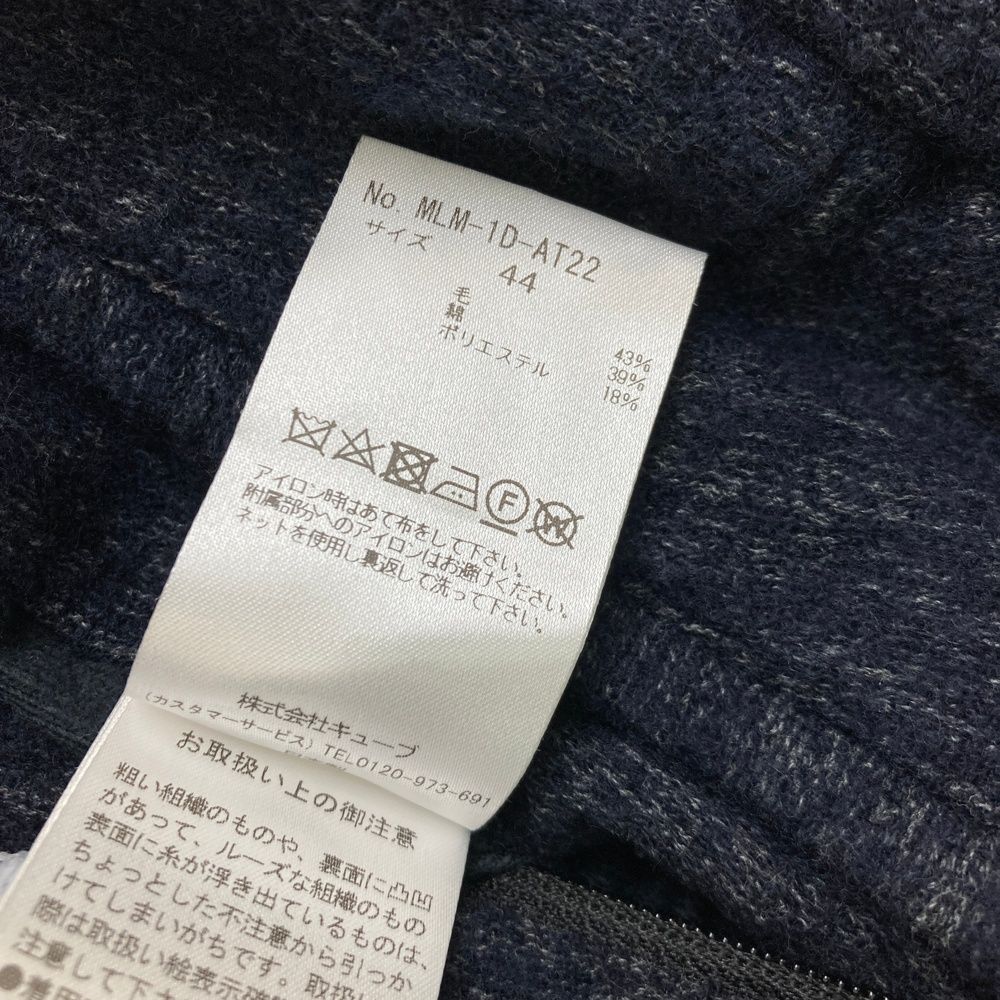 No. MLM-1D-AT22
サイズ 44
毛 43%
綿 39%
ポリエステル 18%
F
W
アイロン時はあて布をして下さい。
附属部分へのアイロンはお避けください。
ネットを使用し裏返して洗って下さい。
株式会社キューブ
(カスタマーサービス) TEL0120-973-691
お取扱い上の御注意
粗い組織のものや、裏面に凸凹
があって、ルーズな組織のもの
表面に糸が浮き出ているものは、
ちょっとした不注意から引っか
けてしまいがちです。取扱い
際は取扱い絵表示確
注意して下さ